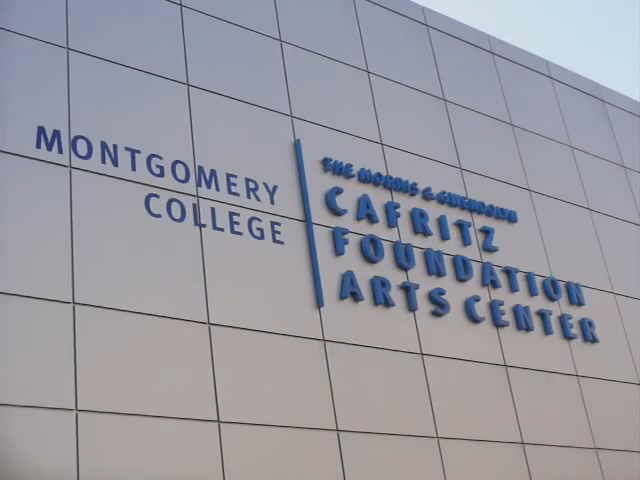 MONTGOMERY
COLLEGE
THE MORRIS & GWENDOLYN
CAFRITZ
FOUNDATION
ARTS CENTER